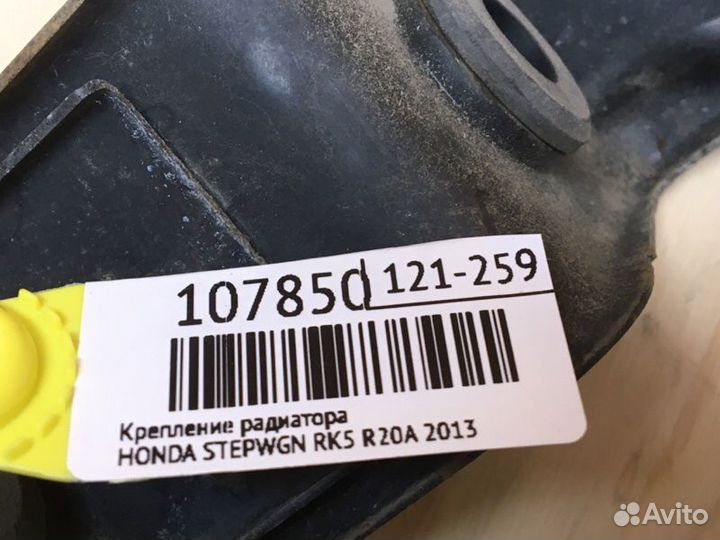 107850 121-259
Крепление радиатора
HONDA STEPWGN RK5 R20A 2013
Avito